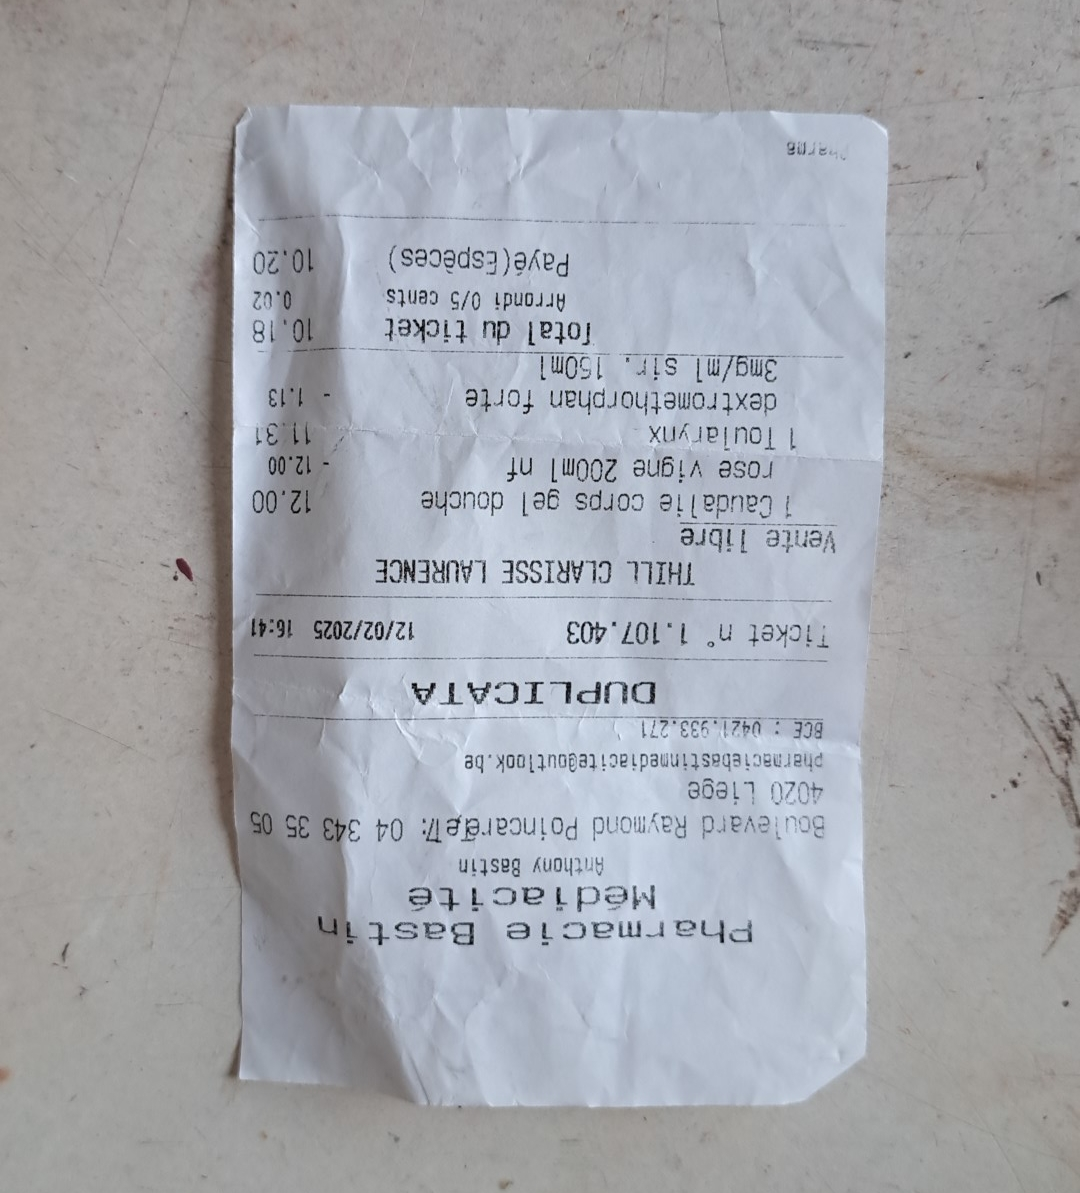 Pharmacie Bastin
Médiacité
Anthony Bastin
Boulevard Raymond Poincaré 7: 04 343 35 05
4020 Liege
pharmaciebastinmediacite@outlook.be
BCE : 0421.933.271
DUPLICATA
Ticket n° 1.107.403 12/02/2025 16:41
THILL CLARISSE LAURENCE
Vente libre
1 Caudalie corps gel douche 12.00
rose vigne 200ml nf - 12.00
1 Toularynx 11.31
dextromethorphan forte - 1.13
3mg/ml sir. 150ml
Total du ticket 10.18
Arrondi 0/5 cents 0.02
Payé(Espèces) 10.20
Pharma